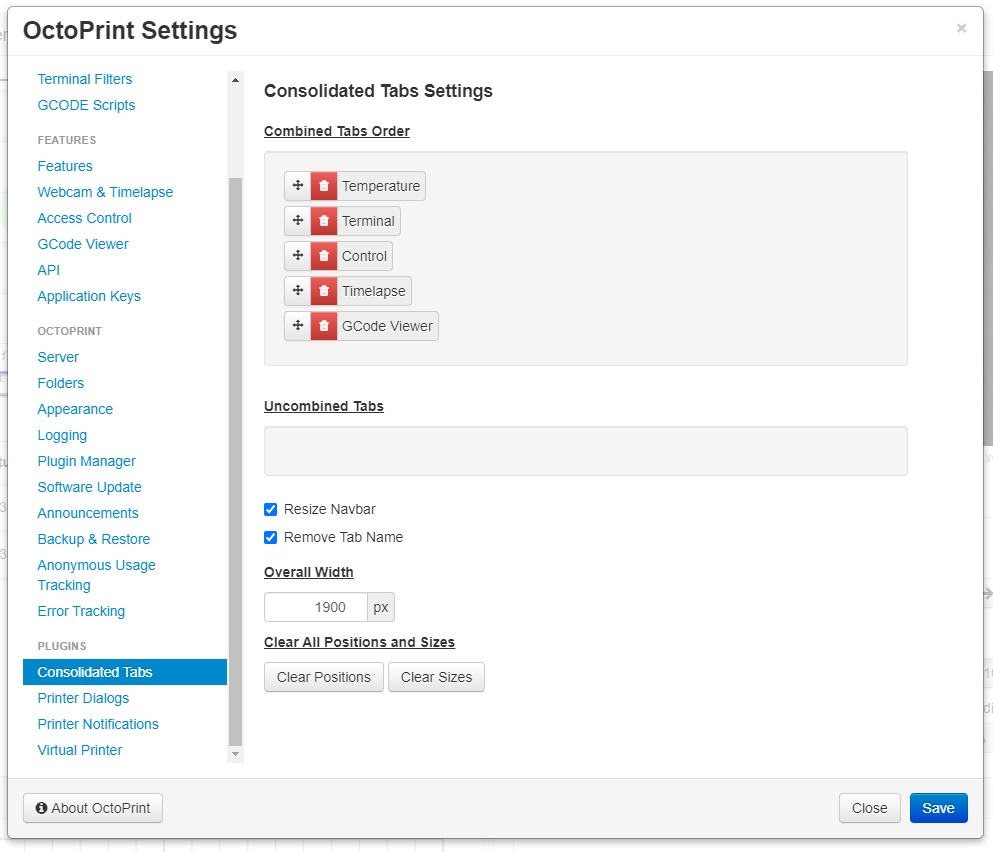 OctoPrint Settings
×
Terminal Filters
GCODE Scripts
FEATURES
Features
Webcam & Timelapse
Access Control
GCode Viewer
API
Application Keys
OCTOPRINT
Server
Folders
Appearance
Logging
Plugin Manager
Software Update
Announcements
Backup & Restore
Anonymous Usage
Tracking
Error Tracking
PLUGINS
Consolidated Tabs
Printer Dialogs
Printer Notifications
Virtual Printer
Consolidated Tabs Settings
Combined Tabs Order
Temperature
Terminal
Control
Timelapse
GCode Viewer
Uncombined Tabs
Resize Navbar
Remove Tab Name
Overall Width
1900 px
Clear All Positions and Sizes
Clear Positions Clear Sizes
About OctoPrint Close Save